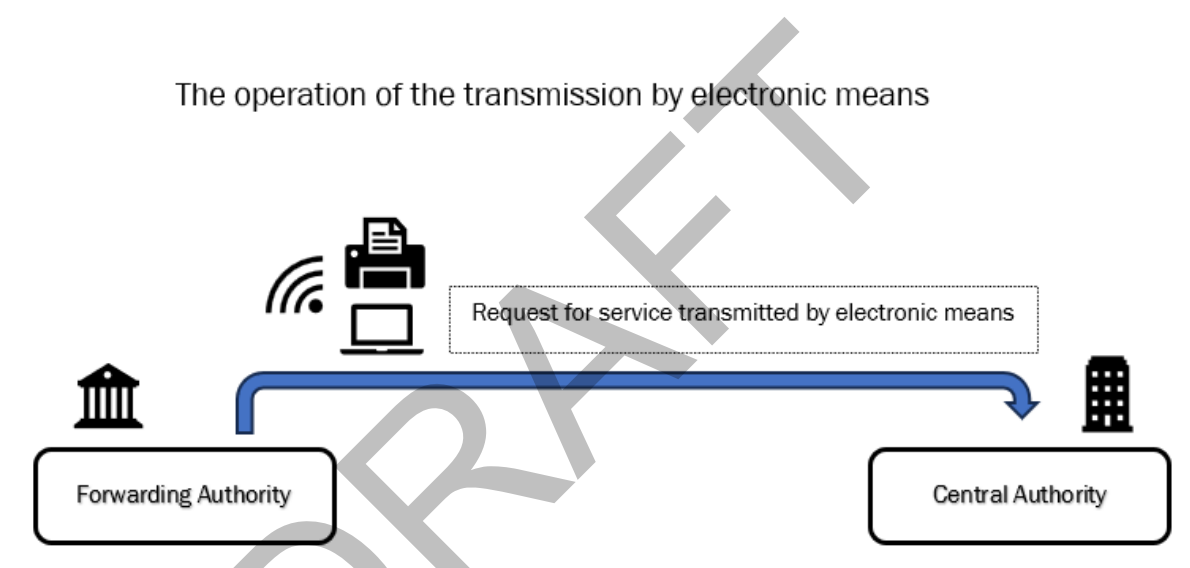 The operation of the transmission by electronic means
Request for service transmitted by electronic means
Forwarding Authority
Central Authority
DRAFT